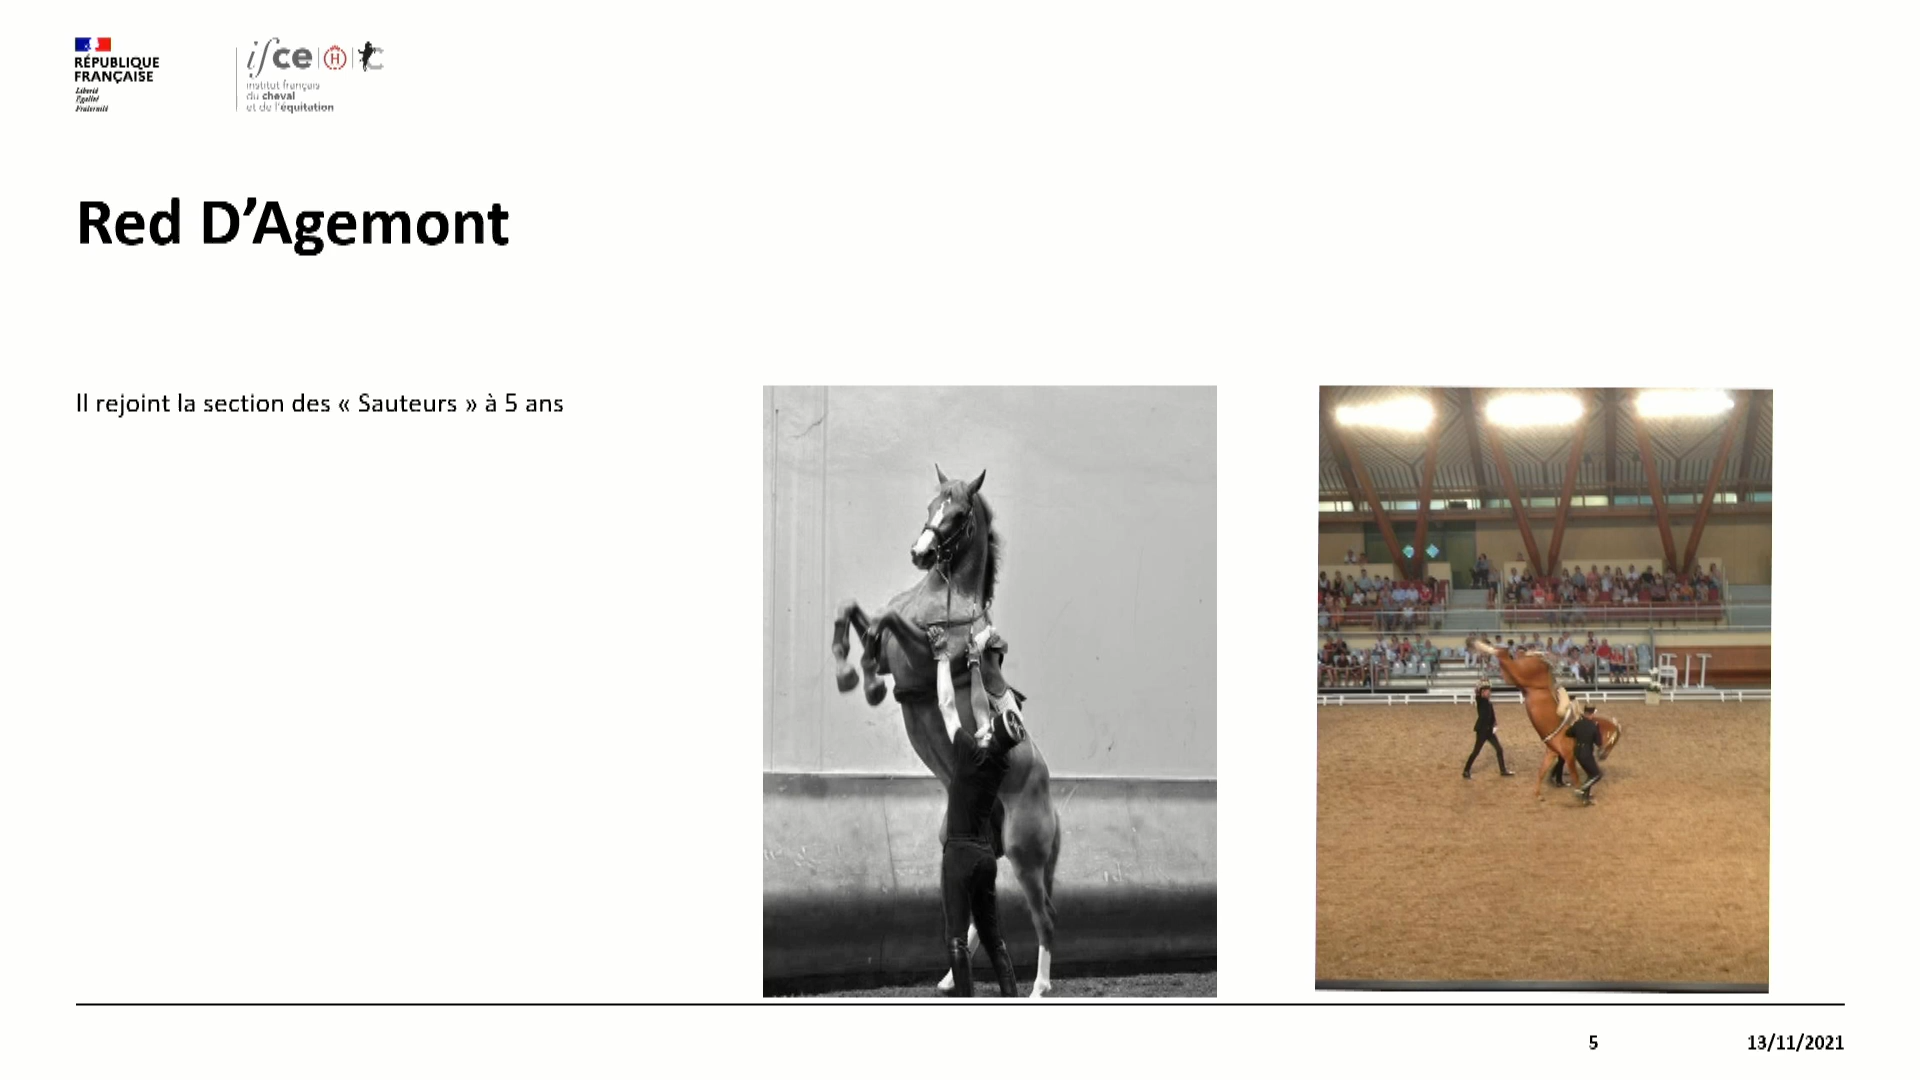 RÉPUBLIQUE
FRANÇAISE
Liberté
Égalité
Fraternité
ifce H C
institut français
du cheval
et de l'équitation
Red D’Agemont
Il rejoint la section des « Sauteurs » à 5 ans
5
13/11/2021